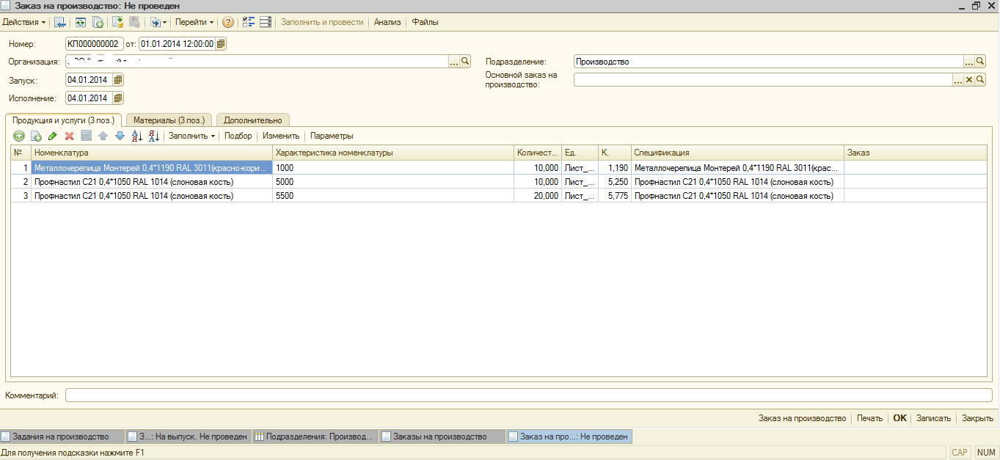 Заказ на производство: Не проведен
Действия Перейти Заполнить и провести Анализ Файлы
Номер: КП000000002 от: 01.01.2014 12:00:00
Организация: Подразделение: Производство
Запуск: 04.01.2014 Основной заказ на производство:
Исполнение: 04.01.2014
Продукция и услуги (3 поз.) Материалы (3 поз.) Дополнительно
Заполнить Подбор Изменить Параметры
№ Номенклатура Характеристика номенклатуры Количест... Ед. К. Спецификация Заказ
1 Металлочерепица Монтерей 0,4*1190 RAL 3011(красно-кори... 1000 10,000 Лист_... 1,190 Металлочерепица Монтерей 0,4*1190 RAL 3011(крас...
2 Профнастил С21 0,4*1050 RAL 1014 (слоновая кость) 5000 10,000 Лист_... 5,250 Профнастил С21 0,4*1050 RAL 1014 (слоновая кость)
3 Профнастил С21 0,4*1050 RAL 1014 (слоновая кость) 5500 20,000 Лист_... 5,775 Профнастил С21 0,4*1050 RAL 1014 (слоновая кость)
Комментарий:
Заказ на производство Печать OK Записать Закрыть
Задания на производство З...: На выпуск. Не проведен Подразделения: Производ... Заказы на производство Заказ на про...: Не проведен
Для получения подсказки нажмите F1 CAP NUM